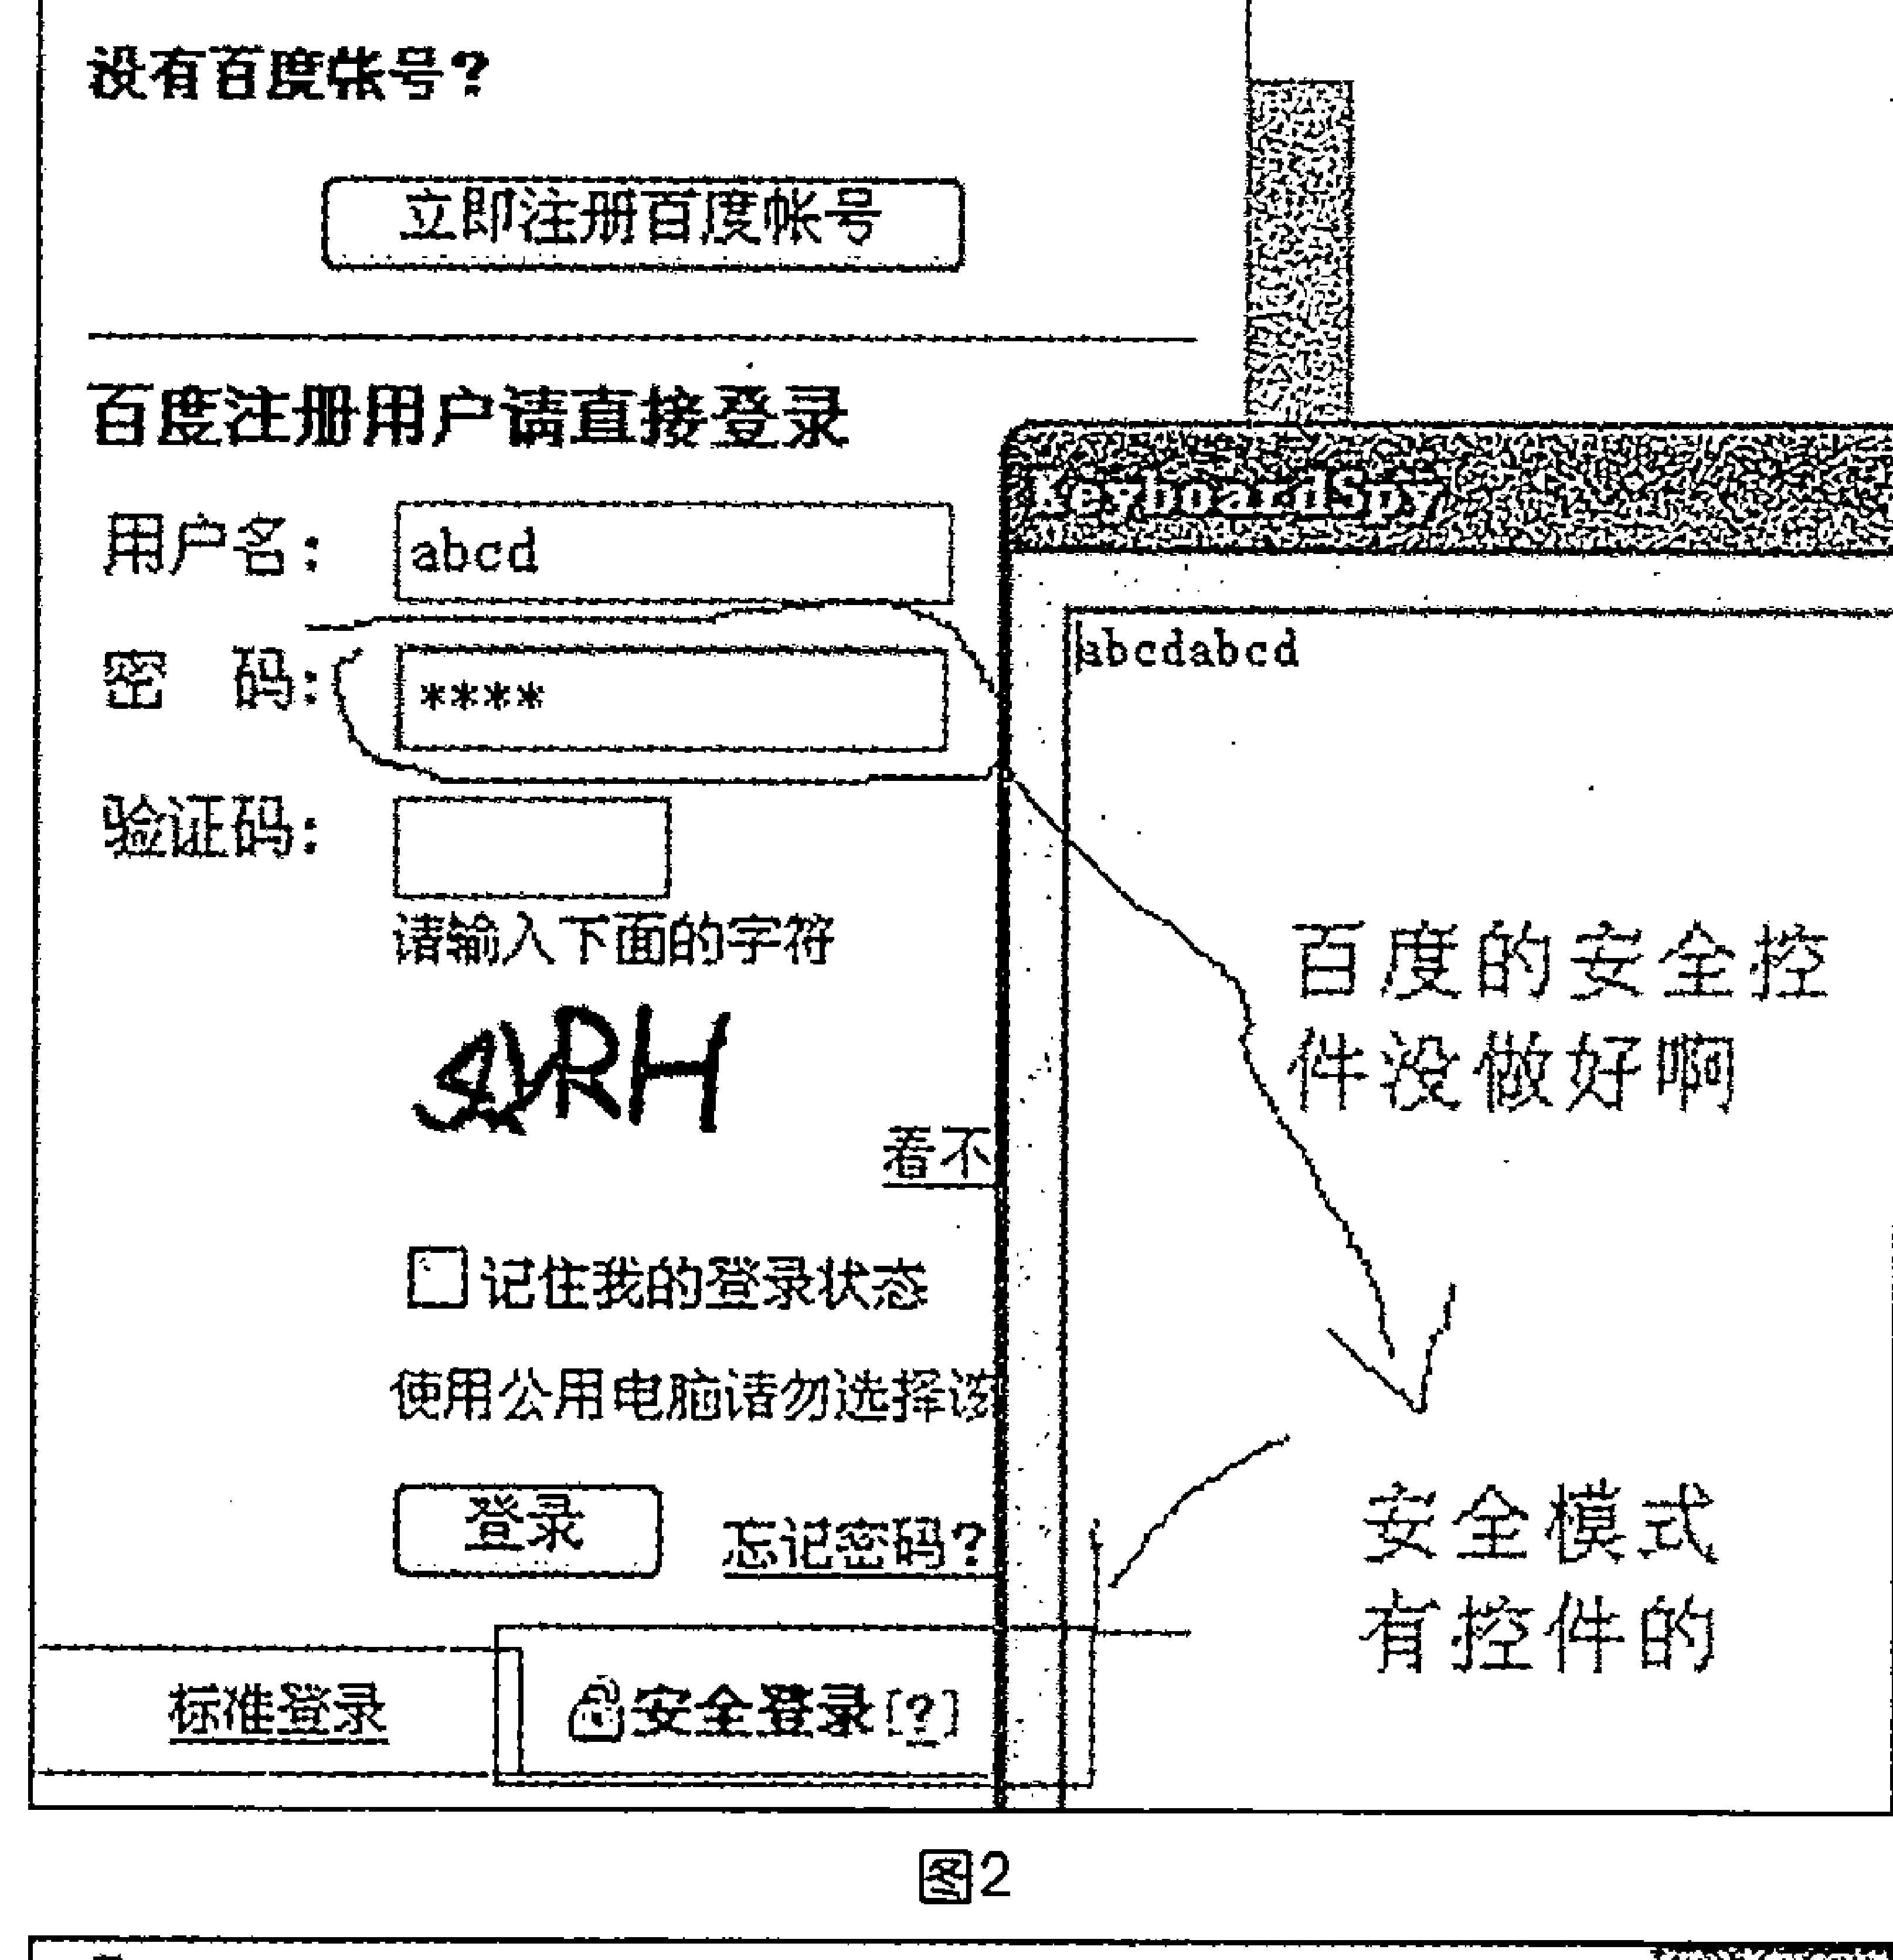 没有百度帐号？
立即注册百度帐号
百度注册用户请直接登录
用户名：
abcd
密 码：
****
验证码：
请输入下面的字符
看不
记住我的登录状态
使用公用电脑请勿选择该
登录
忘记密码？
标准登录
安全登录[?]
KeyboardSpy
abcdabcd
百度的安全控
件没做好啊
安全模式
有控件的
图2